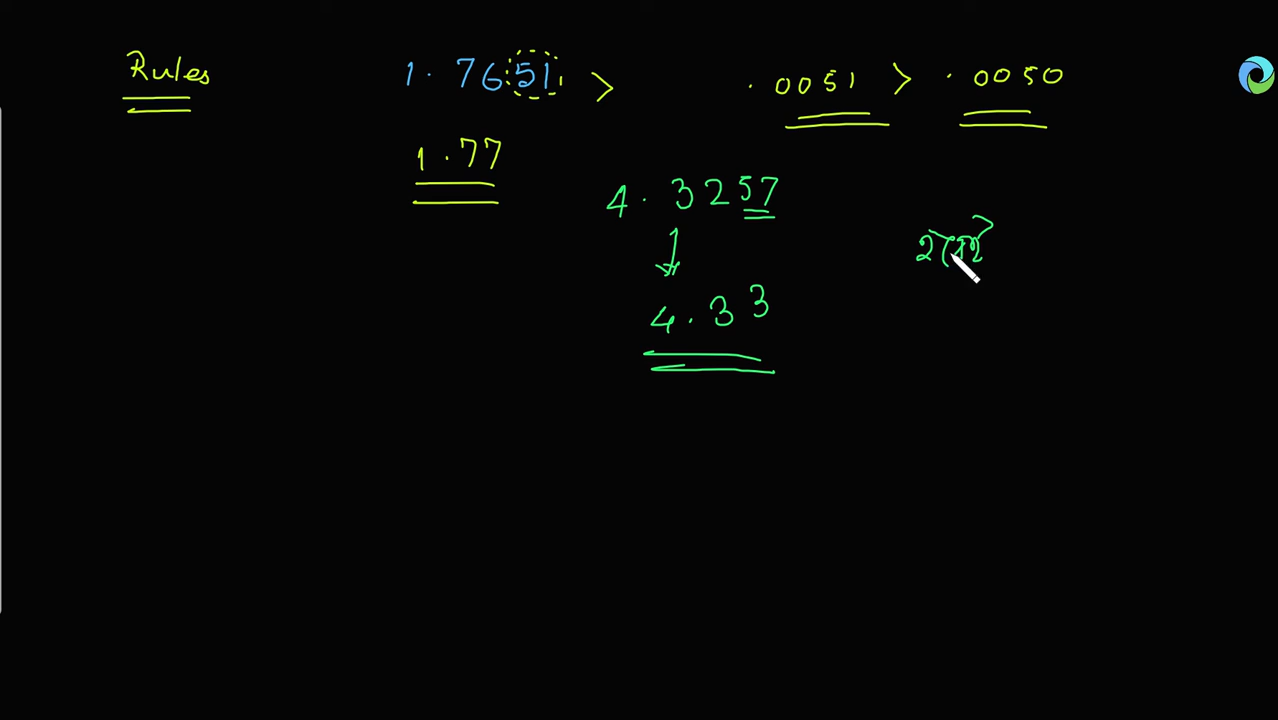 Rules
1.7651 > .0051 > .0050
1.77
4.3257
4.33